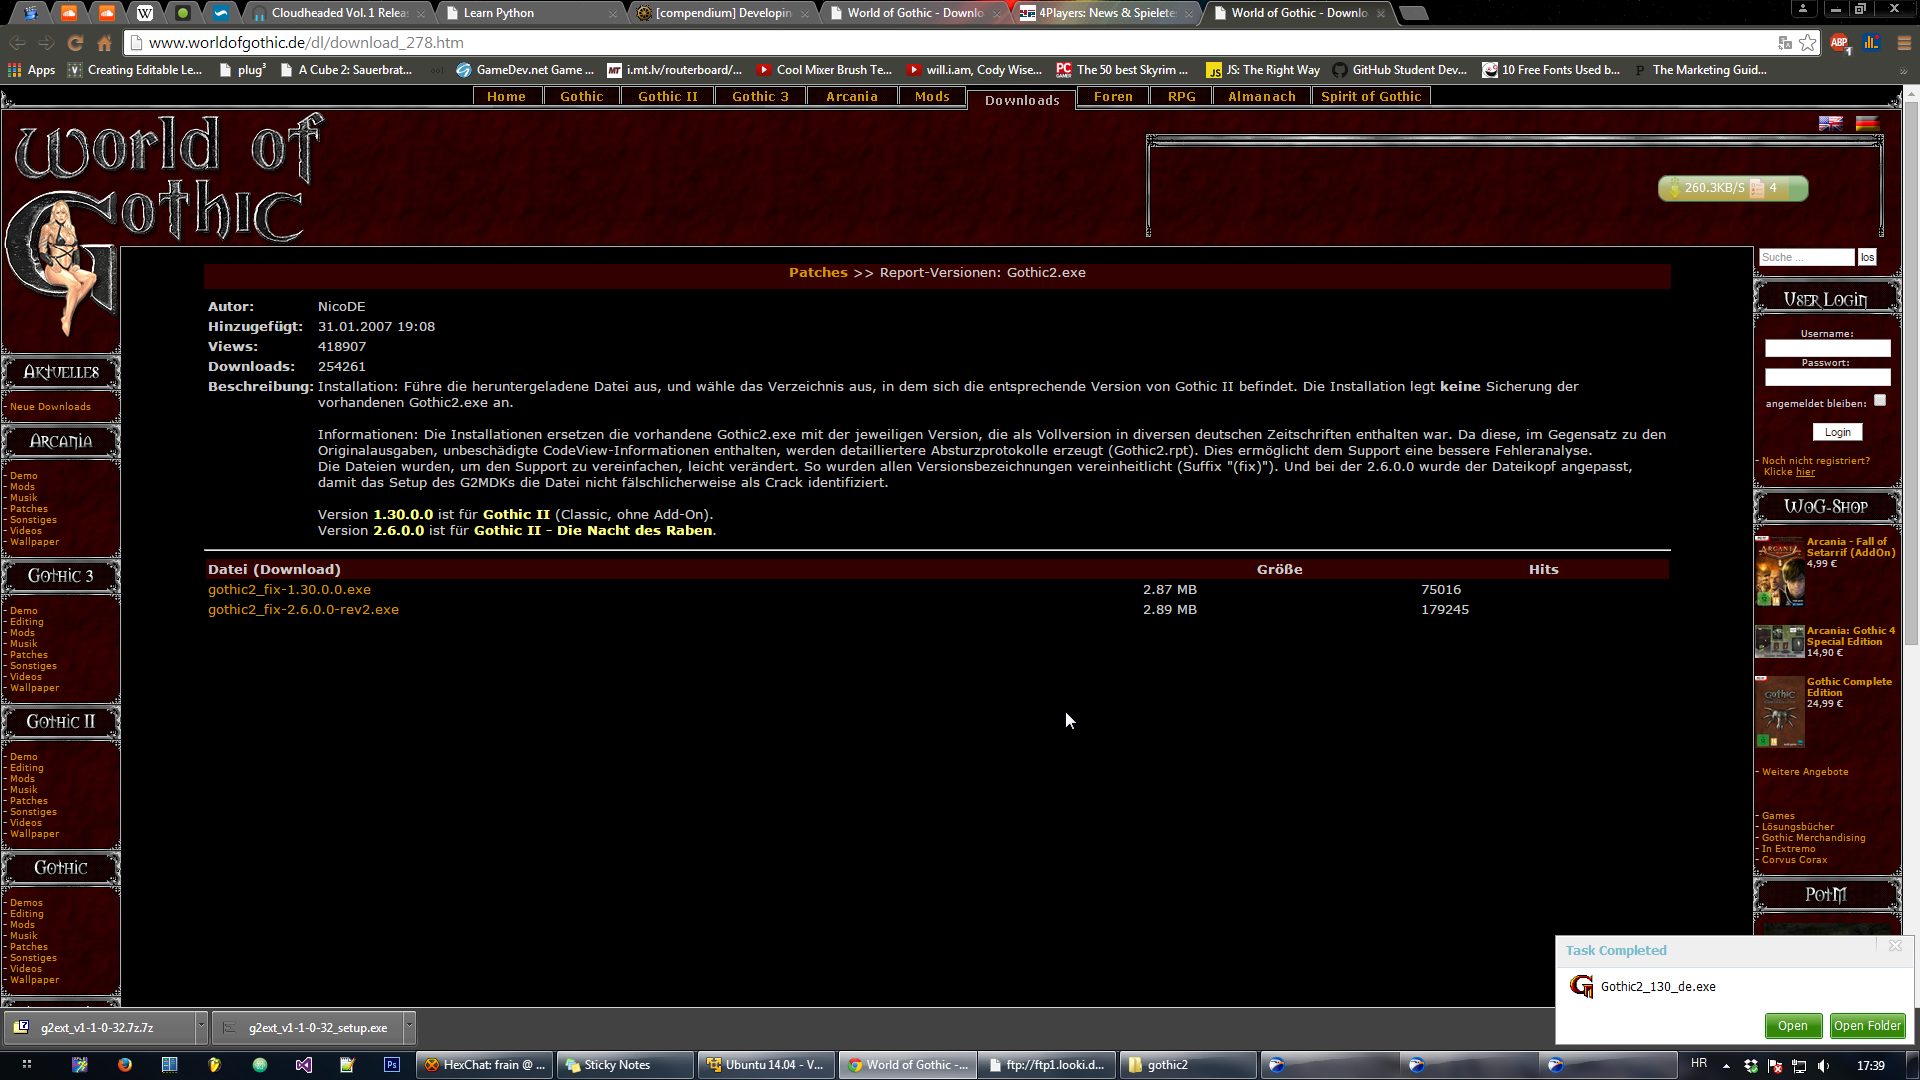 Cloudheaded Vol. 1 Relea
Learn Python
[compendium] Developin
World of Gothic - Downlo
4Players: News & Spielete
World of Gothic - Downlo
www.worldofgothic.de/dl/download_278.htm
Apps
Creating Editable Le...
plug³
A Cube 2: Sauerbrat...
GameDev.net Game ...
i.mt.lv/routerboard/...
Cool Mixer Brush Te...
will.i.am, Cody Wise...
The 50 best Skyrim ...
JS: The Right Way
GitHub Student Dev...
10 Free Fonts Used b...
The Marketing Guid...
Home
Gothic
Gothic II
Gothic 3
Arcania
Mods
Downloads
Foren
RPG
Almanach
Spirit of Gothic
World of Gothic
260.3KB/S 4
Patches >> Report-Versionen: Gothic2.exe
Autor: NicoDE
Hinzugefügt: 31.01.2007 19:08
Views: 418907
Downloads: 254261
Beschreibung: Installation: Führe die heruntergeladene Datei aus, und wähle das Verzeichnis aus, in dem sich die entsprechende Version von Gothic II befindet. Die Installation legt keine Sicherung der
vorhandenen Gothic2.exe an.
Informationen: Die Installationen ersetzen die vorhandene Gothic2.exe mit der jeweiligen Version, die als Vollversion in diversen deutschen Zeitschriften enthalten war. Da diese, im Gegensatz zu den
Originalausgaben, unbeschädigte CodeView-Informationen enthalten, werden detailliertere Absturzprotokolle erzeugt (Gothic2.rpt). Dies ermöglicht dem Support eine bessere Fehleranalyse.
Die Dateien wurden, um den Support zu vereinfachen, leicht verändert. So wurden allen Versionsbezeichnungen vereinheitlicht (Suffix "(fix)"). Und bei der 2.6.0.0 wurde der Dateikopf angepasst,
damit das Setup des G2MDKs die Datei nicht fälschlicherweise als Crack identifiziert.
Version 1.30.0.0 ist für Gothic II (Classic, ohne Add-On).
Version 2.6.0.0 ist für Gothic II - Die Nacht des Raben.
Datei (Download) Größe Hits
gothic2_fix-1.30.0.0.exe 2.87 MB 75016
gothic2_fix-2.6.0.0-rev2.exe 2.89 MB 179245
Aktuelles
- Neue Downloads
Arcania
- Demo
- Mods
- Musik
- Patches
- Sonstiges
- Videos
- Wallpaper
Gothic 3
- Demo
- Editing
- Mods
- Musik
- Patches
- Sonstiges
- Videos
- Wallpaper
Gothic II
- Demo
- Editing
- Mods
- Musik
- Patches
- Sonstiges
- Videos
- Wallpaper
Gothic
- Demos
- Editing
- Mods
- Musik
- Patches
- Sonstiges
- Videos
- Wallpaper
Suche ... los
User Login
Username:
Passwort:
angemeldet bleiben:
Login
- Noch nicht registriert?
Klicke hier
WoG-Shop
Arcania - Fall of
Setarrif (AddOn)
4,99 €
Arcania: Gothic 4
Special Edition
14,90 €
Gothic Complete
Edition
24,99 €
- Weitere Angebote
- Games
- Lösungsbücher
- Gothic Merchandising
- In Extremo
- Corvus Corax
PotM
Task Completed
Gothic2_130_de.exe
Open
Open Folder
g2ext_v1-1-0-32.7z.7z
g2ext_v1-1-0-32_setup.exe
HexChat: frain @ ...
Sticky Notes
Ubuntu 14.04 - V...
World of Gothic -...
ftp://ftp1.looki.d...
gothic2
HR
17:39